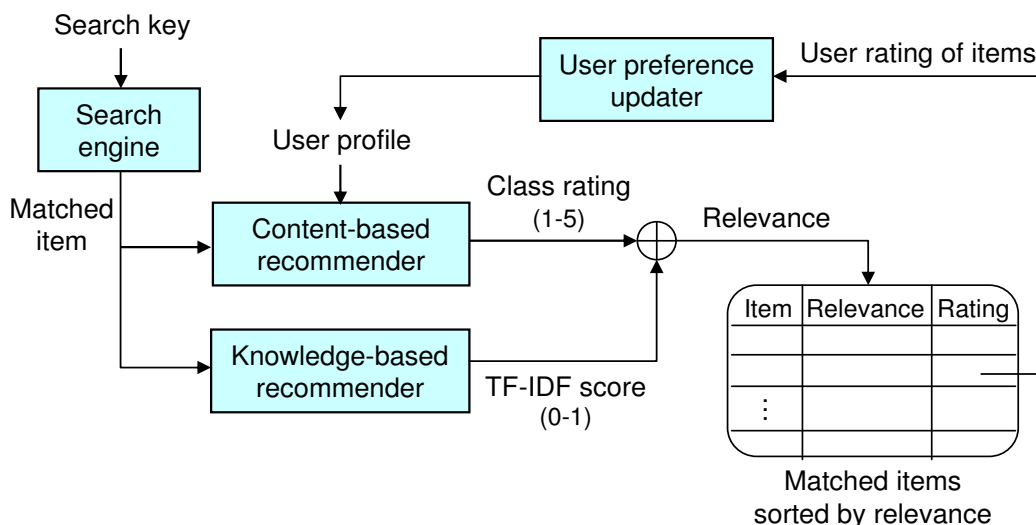 Search key
User preference
updater
User rating of items
Search
engine
User profile
Matched
item
Class rating
(1-5)
Relevance
Content-based
recommender
Item Relevance Rating
Knowledge-based
recommender
TF-IDF score
(0-1)
⋮
Matched items
sorted by relevance